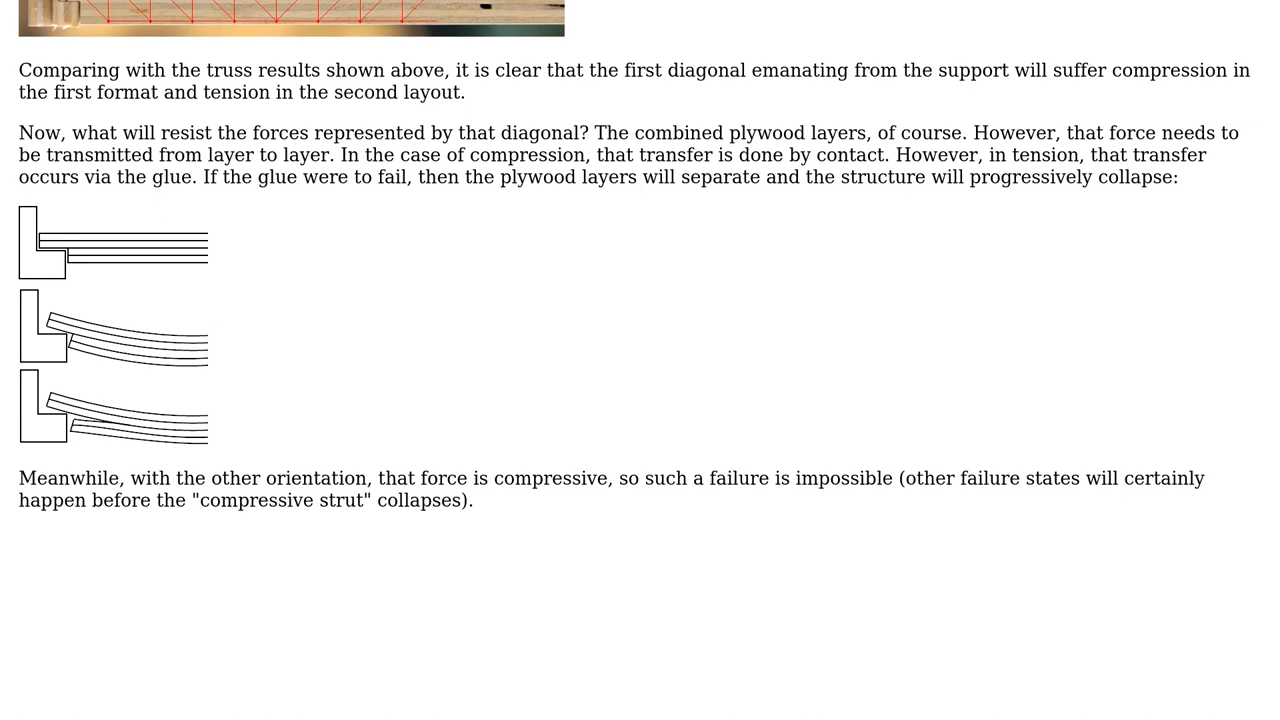 Comparing with the truss results shown above, it is clear that the first diagonal emanating from the support will suffer compression in
the first format and tension in the second layout.
Now, what will resist the forces represented by that diagonal? The combined plywood layers, of course. However, that force needs to
be transmitted from layer to layer. In the case of compression, that transfer is done by contact. However, in tension, that transfer
occurs via the glue. If the glue were to fail, then the plywood layers will separate and the structure will progressively collapse:
Meanwhile, with the other orientation, that force is compressive, so such a failure is impossible (other failure states will certainly
happen before the "compressive strut" collapses).